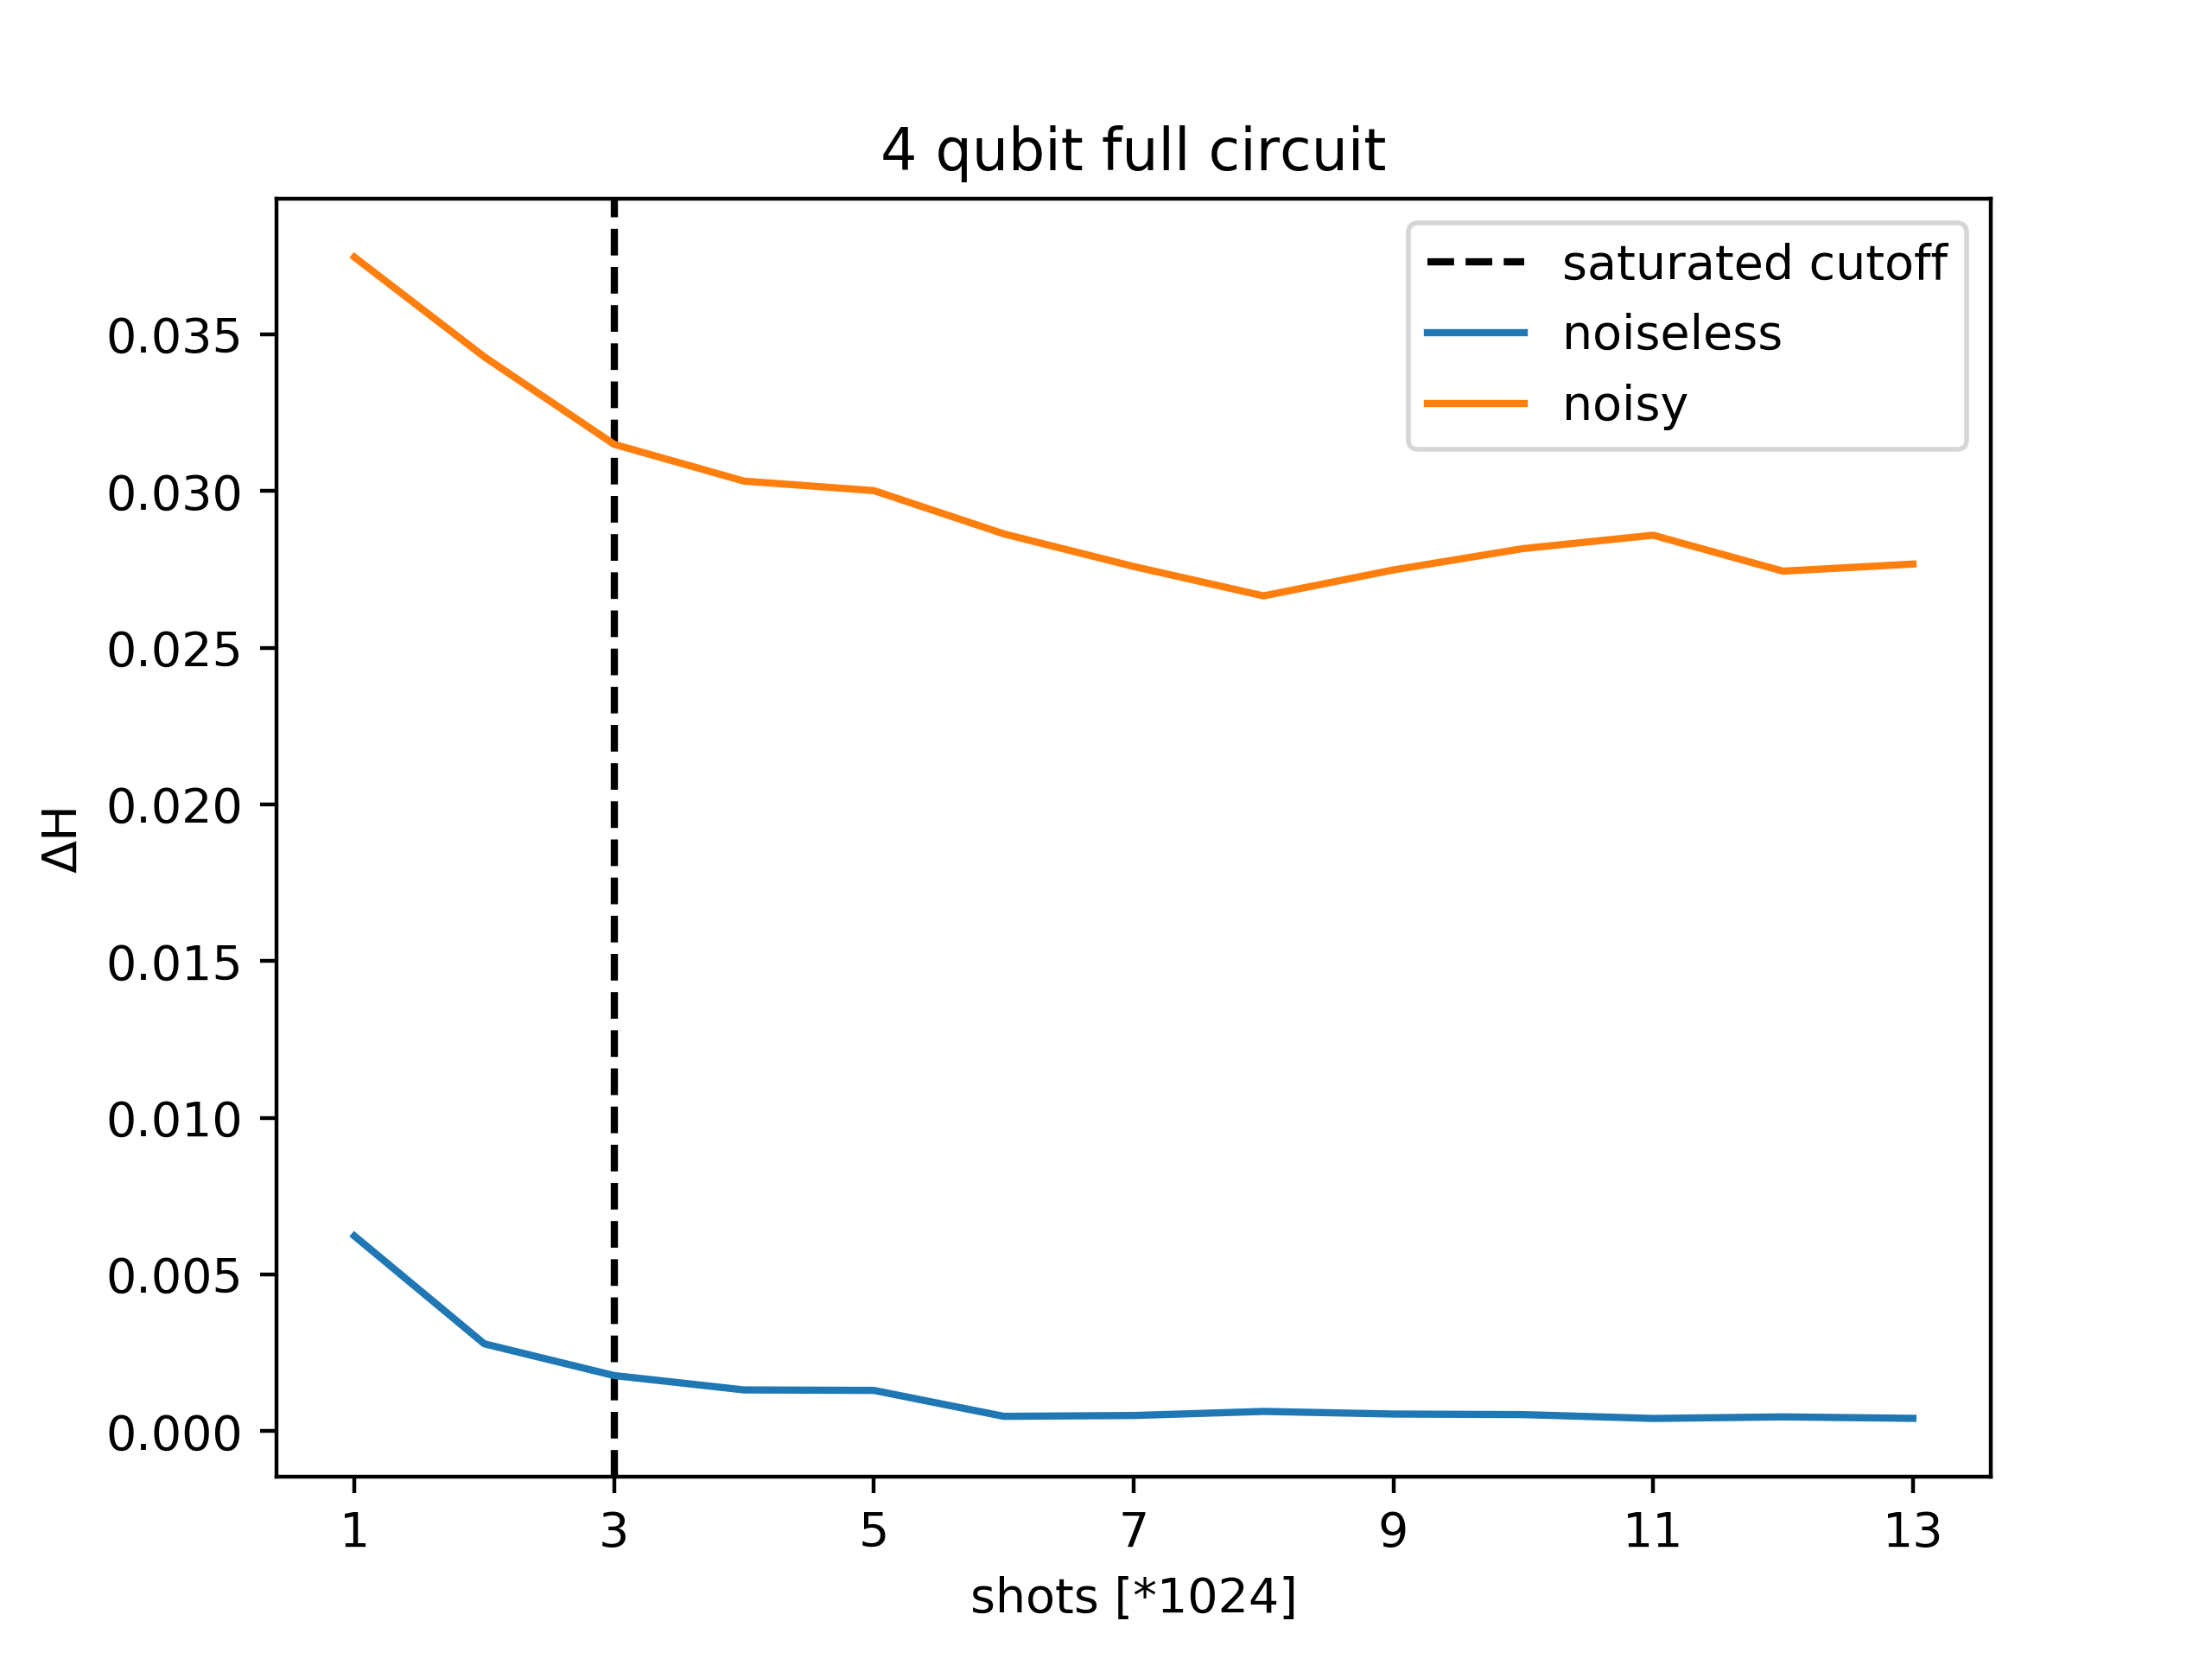 4 qubit full circuit
saturated cutoff
noiseless
noisy
0.035
0.030
0.025
0.020
0.015
0.010
0.005
0.000
ΔH
1 3 5 7 9 11 13
shots [*1024]